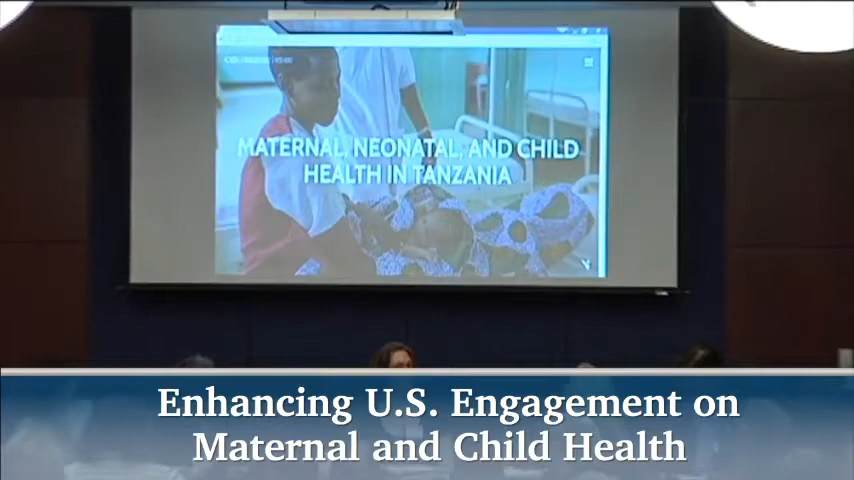 MATERNAL, NEONATAL, AND CHILD
HEALTH IN TANZANIA
Enhancing U.S. Engagement on
Maternal and Child Health